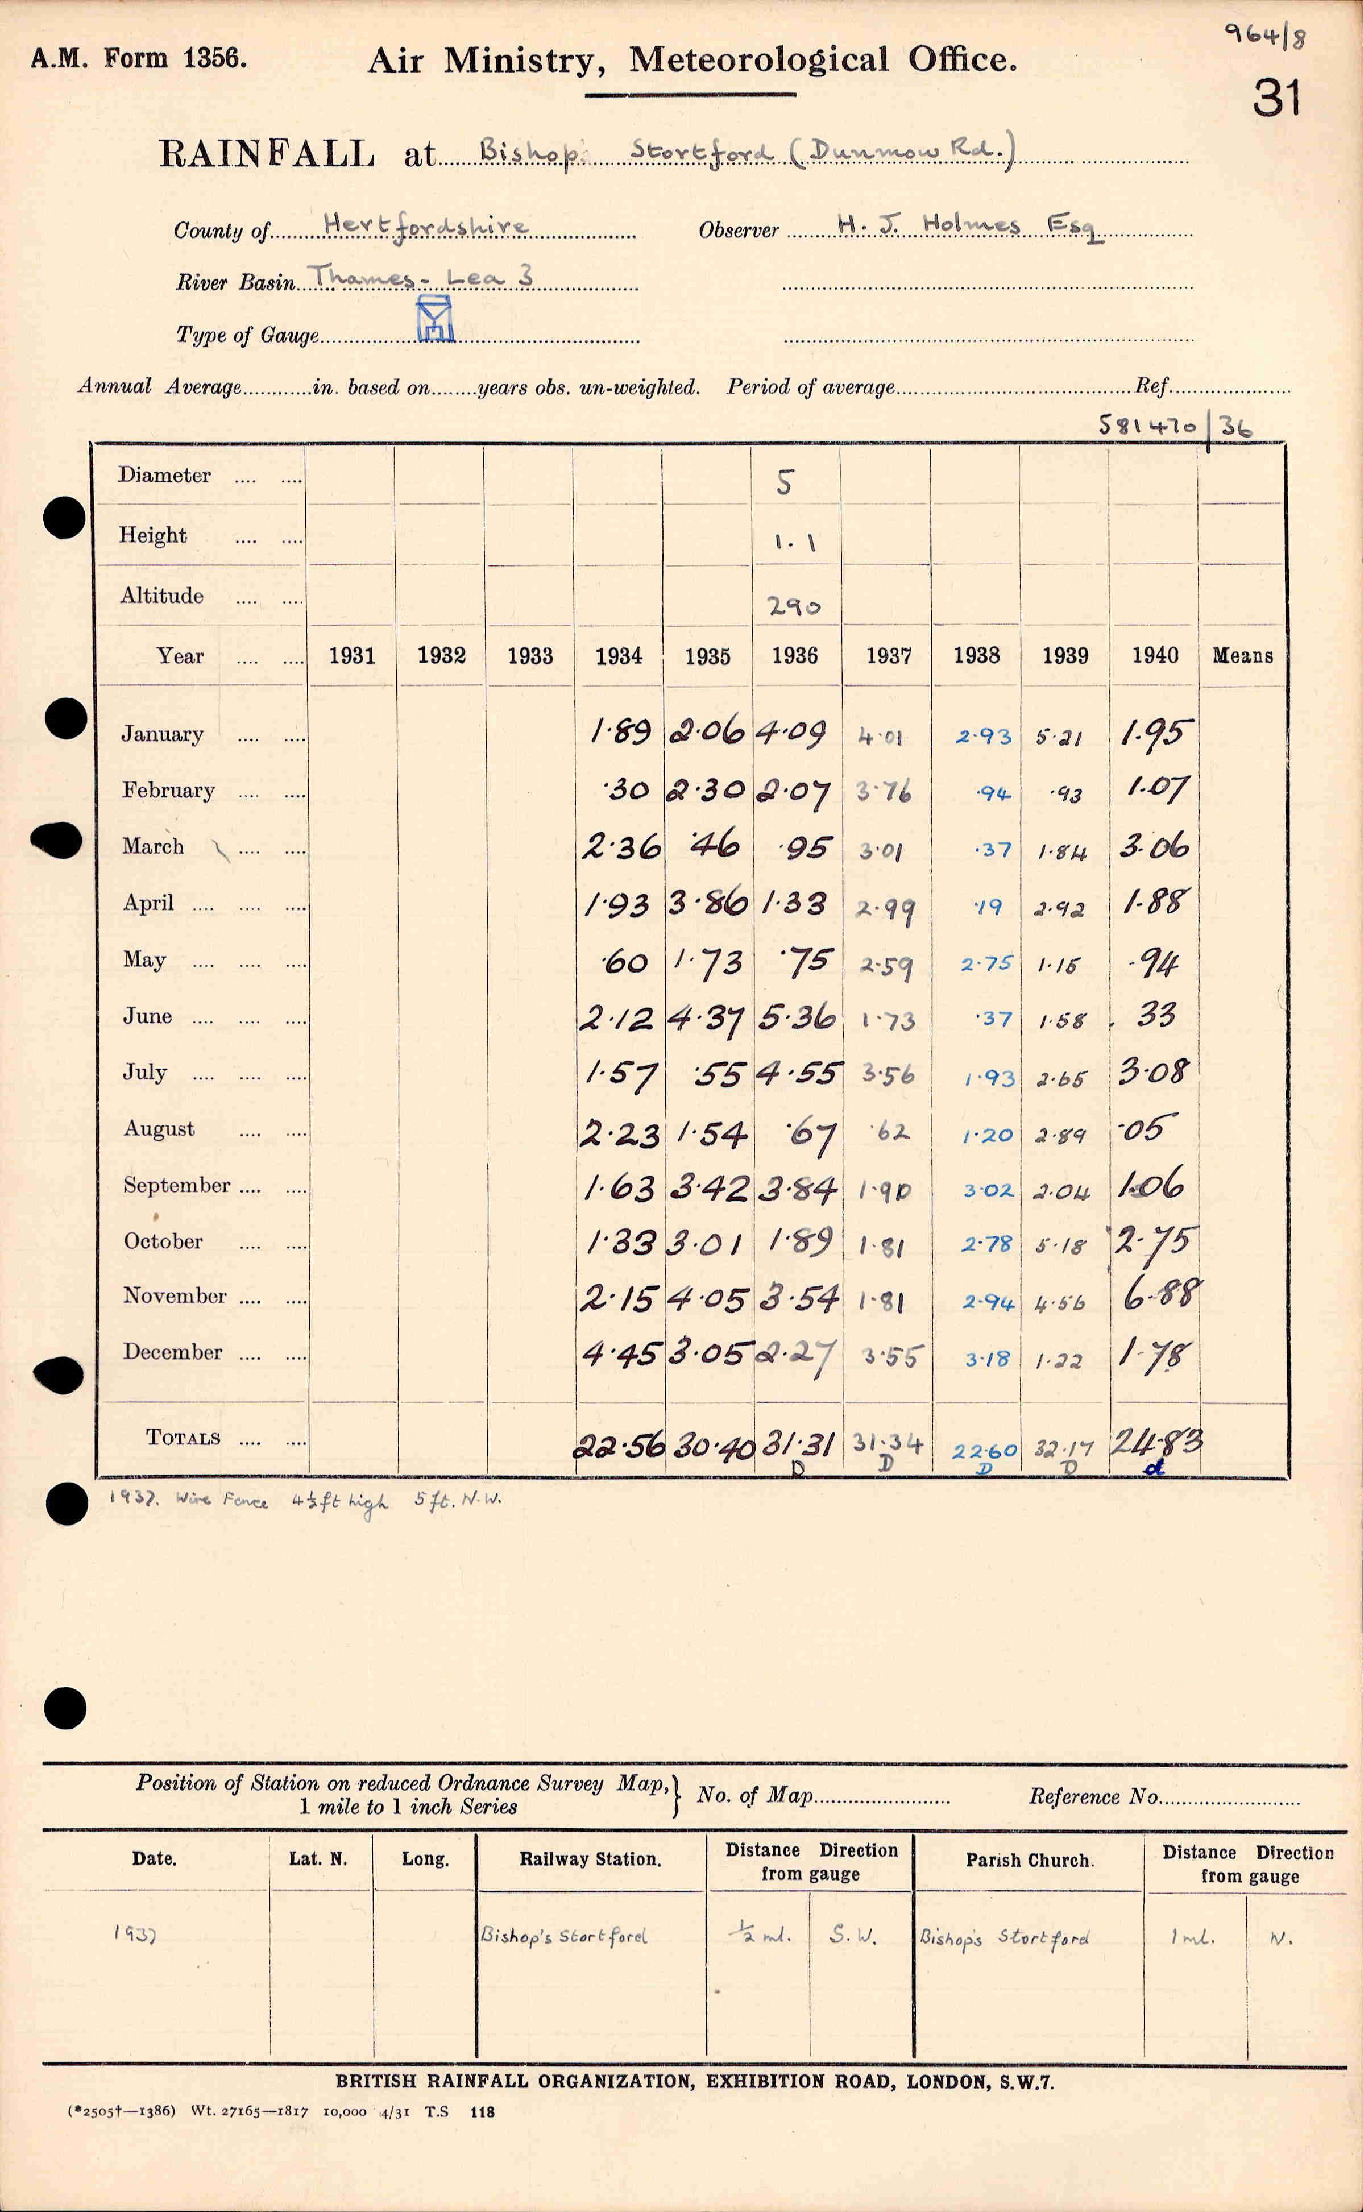 964/8
A.M. Form 1356. Air Ministry, Meteorological Office.
31
RAINFALL at Bishop's Stortford (Dunmow Rd.)
County of Hertfordshire Observer H. J. Holmes Esq
River Basin Thames - Lea 3
Type of Gauge
Annual Average in. based on years obs. un-weighted. Period of average Ref.
581470/36
Diameter 5
Height 1.1
Altitude 290
Year 1931 1932 1933 1934 1935 1936 1937 1938 1939 1940 Means
January 1.89 2.06 4.09 4.01 2.93 5.21 1.95
February .30 2.30 2.07 3.76 .94 .93 1.07
March 2.36 .46 .95 3.01 .37 1.84 3.06
April 1.93 3.86 1.33 2.99 .19 2.92 1.88
May .60 1.73 .75 2.59 2.75 1.15 .94
June 2.12 4.37 5.36 1.73 .37 1.58 .33
July 1.57 .55 4.55 3.56 1.93 2.65 3.08
August 2.23 1.54 .67 .62 1.20 2.89 .05
September 1.63 3.42 3.84 1.90 3.02 2.04 1.06
October 1.33 3.01 1.89 1.81 2.78 5.18 2.75
November 2.15 4.05 3.54 1.81 2.94 4.56 6.88
December 4.45 3.05 2.27 3.55 3.18 1.22 1.78
TOTALS 22.56 30.40 31.31 31.34 22.60 32.17 24.83
D D D D d
1937. Wire Fence 4½ft high 5 ft. N.W.
Position of Station on reduced Ordnance Survey Map, } No. of Map Reference No.
1 mile to 1 inch Series
Date. Lat. N. Long. Railway Station. Distance Direction from gauge Parish Church. Distance Direction from gauge
1937 Bishop's Stortford ½ ml. S.W. Bishop's Stortford 1 ml. N.
BRITISH RAINFALL ORGANIZATION, EXHIBITION ROAD, LONDON, S.W.7.
(*2505†—1386) Wt. 27165—1817 10,000 4/31 T.S 118